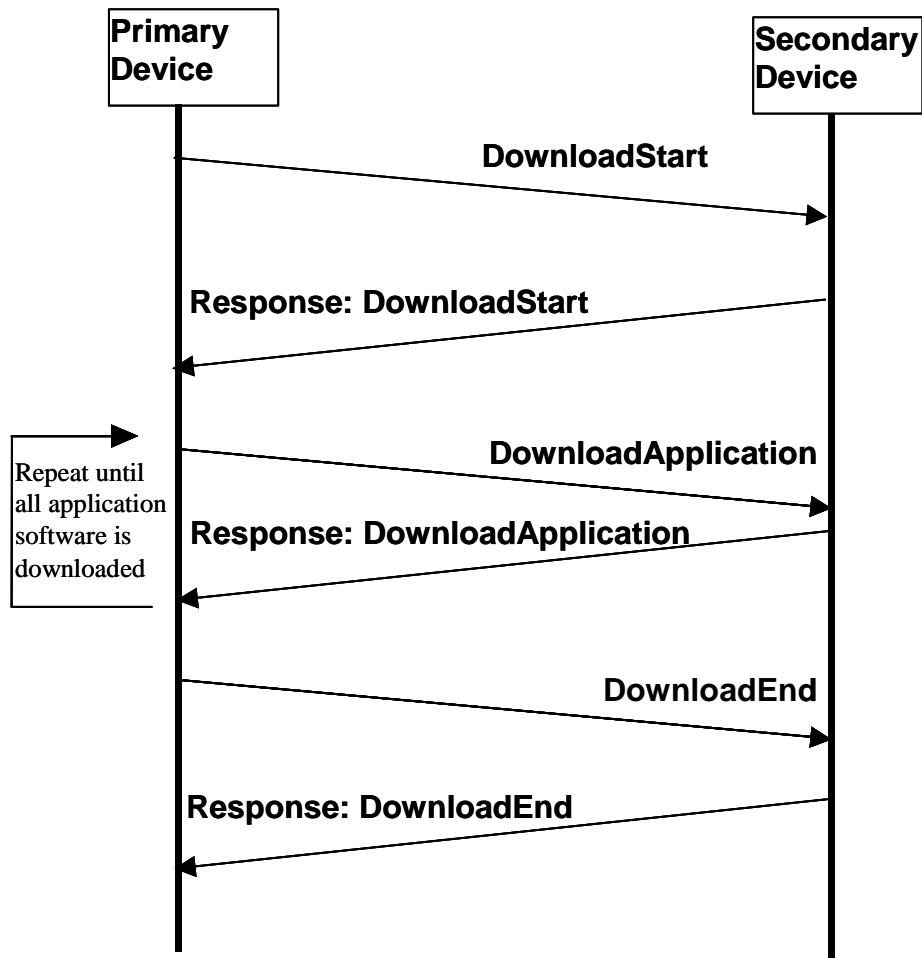 Primary
Device
Secondary
Device
DownloadStart
Response: DownloadStart
DownloadApplication
Repeat until
all application
software is
downloaded
Response: DownloadApplication
DownloadEnd
Response: DownloadEnd